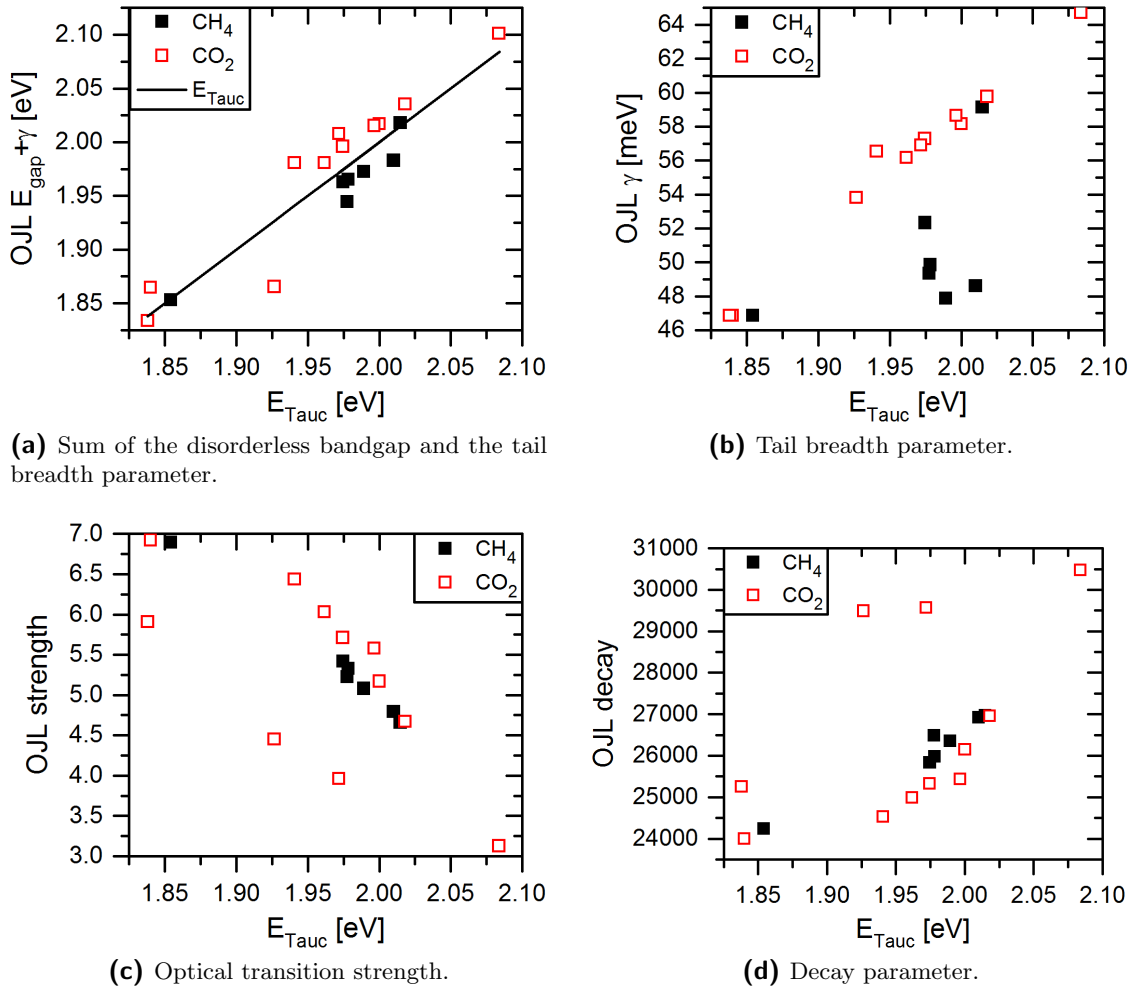 CH4
CO2
ETauc
OJL Egap+γ [eV]
2.10
2.05
2.00
1.95
1.90
1.85
1.85 1.90 1.95 2.00 2.05 2.10
ETauc [eV]
(a) Sum of the disorderless bandgap and the tail
breadth parameter.
CH4
CO2
OJL γ [meV]
64
62
60
58
56
54
52
50
48
46
1.85 1.90 1.95 2.00 2.05 2.10
ETauc [eV]
(b) Tail breadth parameter.
CH4
CO2
OJL strength
7.0
6.5
6.0
5.5
5.0
4.5
4.0
3.5
3.0
1.85 1.90 1.95 2.00 2.05 2.10
ETauc [eV]
(c) Optical transition strength.
CH4
CO2
OJL decay
31000
30000
29000
28000
27000
26000
25000
24000
1.85 1.90 1.95 2.00 2.05 2.10
ETauc [eV]
(d) Decay parameter.